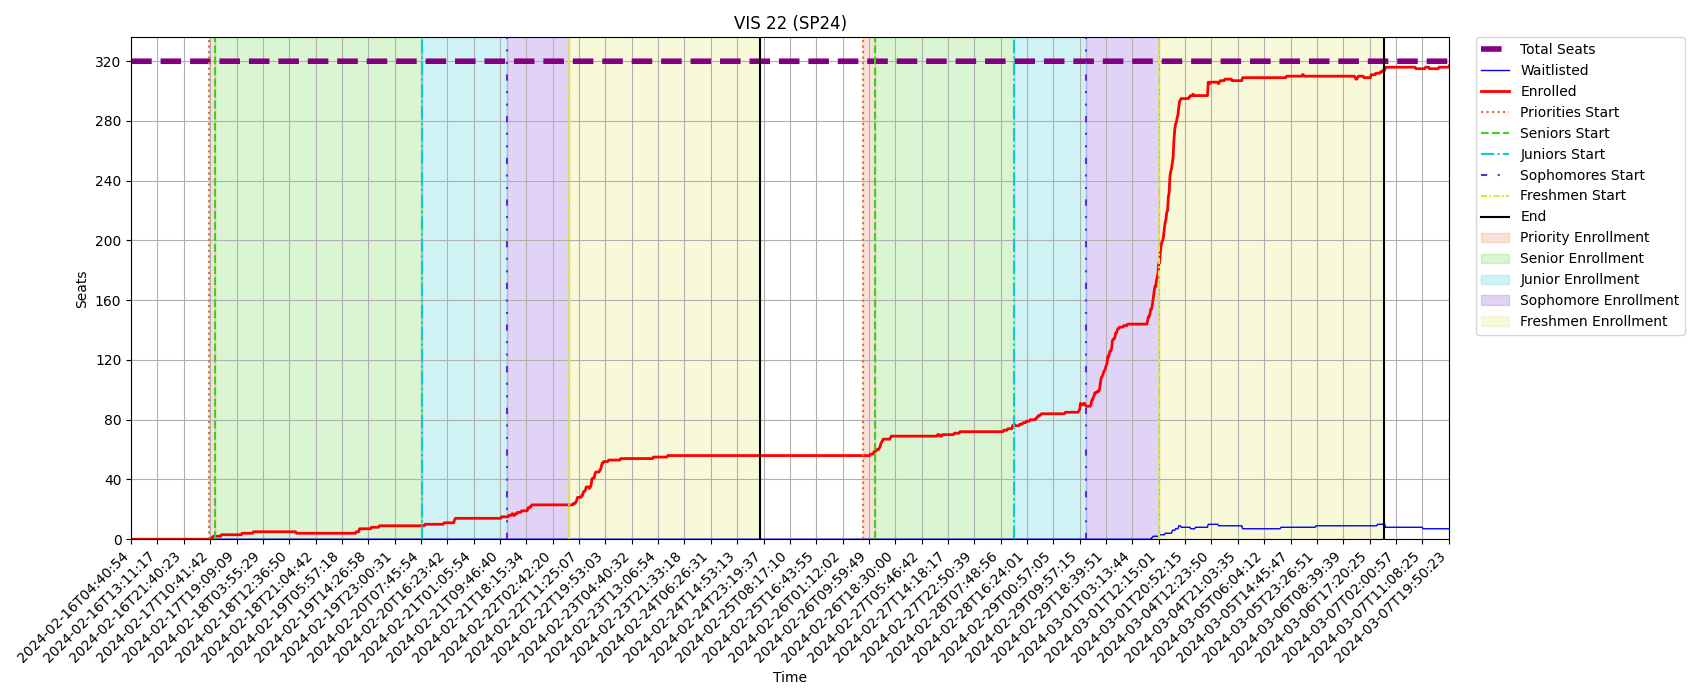 VIS 22 (SP24)
Total Seats
Waitlisted
Enrolled
Priorities Start
Seniors Start
Juniors Start
Sophomores Start
Freshmen Start
End
Priority Enrollment
Senior Enrollment
Junior Enrollment
Sophomore Enrollment
Freshmen Enrollment
Seats
320
280
240
200
160
120
80
40
0
2024-02-16T04:40:54
2024-02-16T13:11:17
2024-02-16T21:40:23
2024-02-17T10:41:42
2024-02-17T19:09:09
2024-02-18T03:55:29
2024-02-18T12:36:50
2024-02-18T21:04:42
2024-02-19T05:57:18
2024-02-19T14:26:58
2024-02-19T23:00:31
2024-02-20T07:45:54
2024-02-20T16:23:42
2024-02-21T01:05:54
2024-02-21T09:46:40
2024-02-21T18:15:34
2024-02-22T02:42:20
2024-02-22T11:25:07
2024-02-22T19:53:03
2024-02-23T04:40:32
2024-02-23T13:06:54
2024-02-23T21:33:18
2024-02-24T06:26:31
2024-02-24T14:53:13
2024-02-24T23:19:37
2024-02-25T08:17:10
2024-02-25T16:43:55
2024-02-26T01:12:02
2024-02-26T09:59:49
2024-02-26T18:30:00
2024-02-27T05:46:42
2024-02-27T14:18:17
2024-02-27T22:50:39
2024-02-28T07:48:56
2024-02-28T16:24:01
2024-02-29T00:57:05
2024-02-29T09:57:15
2024-02-29T18:39:51
2024-03-01T03:13:44
2024-03-01T12:15:01
2024-03-01T20:52:15
2024-03-04T12:23:50
2024-03-04T21:03:35
2024-03-05T06:04:12
2024-03-05T14:45:47
2024-03-05T23:26:51
2024-03-06T08:39:39
2024-03-06T17:20:25
2024-03-07T02:00:57
2024-03-07T11:08:25
2024-03-07T19:50:23
Time